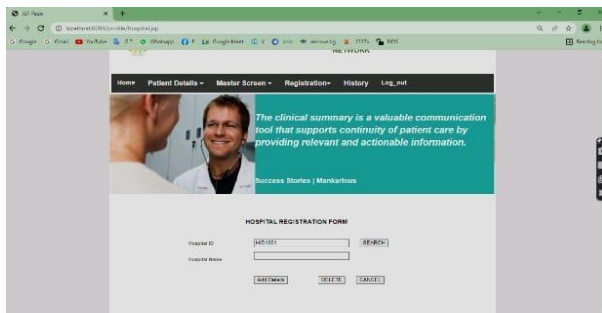 localhost:8084/profile/hospital.jsp
Google Gmail YouTube Whatsapp Google Meet
NETWORK
Home Patient Details Master Screen Registration History Log_out
The clinical summary is a valuable communication
tool that supports continuity of patient care by
providing relevant and actionable information.
Success Stories | Mankarious
HOSPITAL REGISTRATION FORM
Hospital ID HID1001 SEARCH
Hospital Name
Add Details DELETE CANCEL